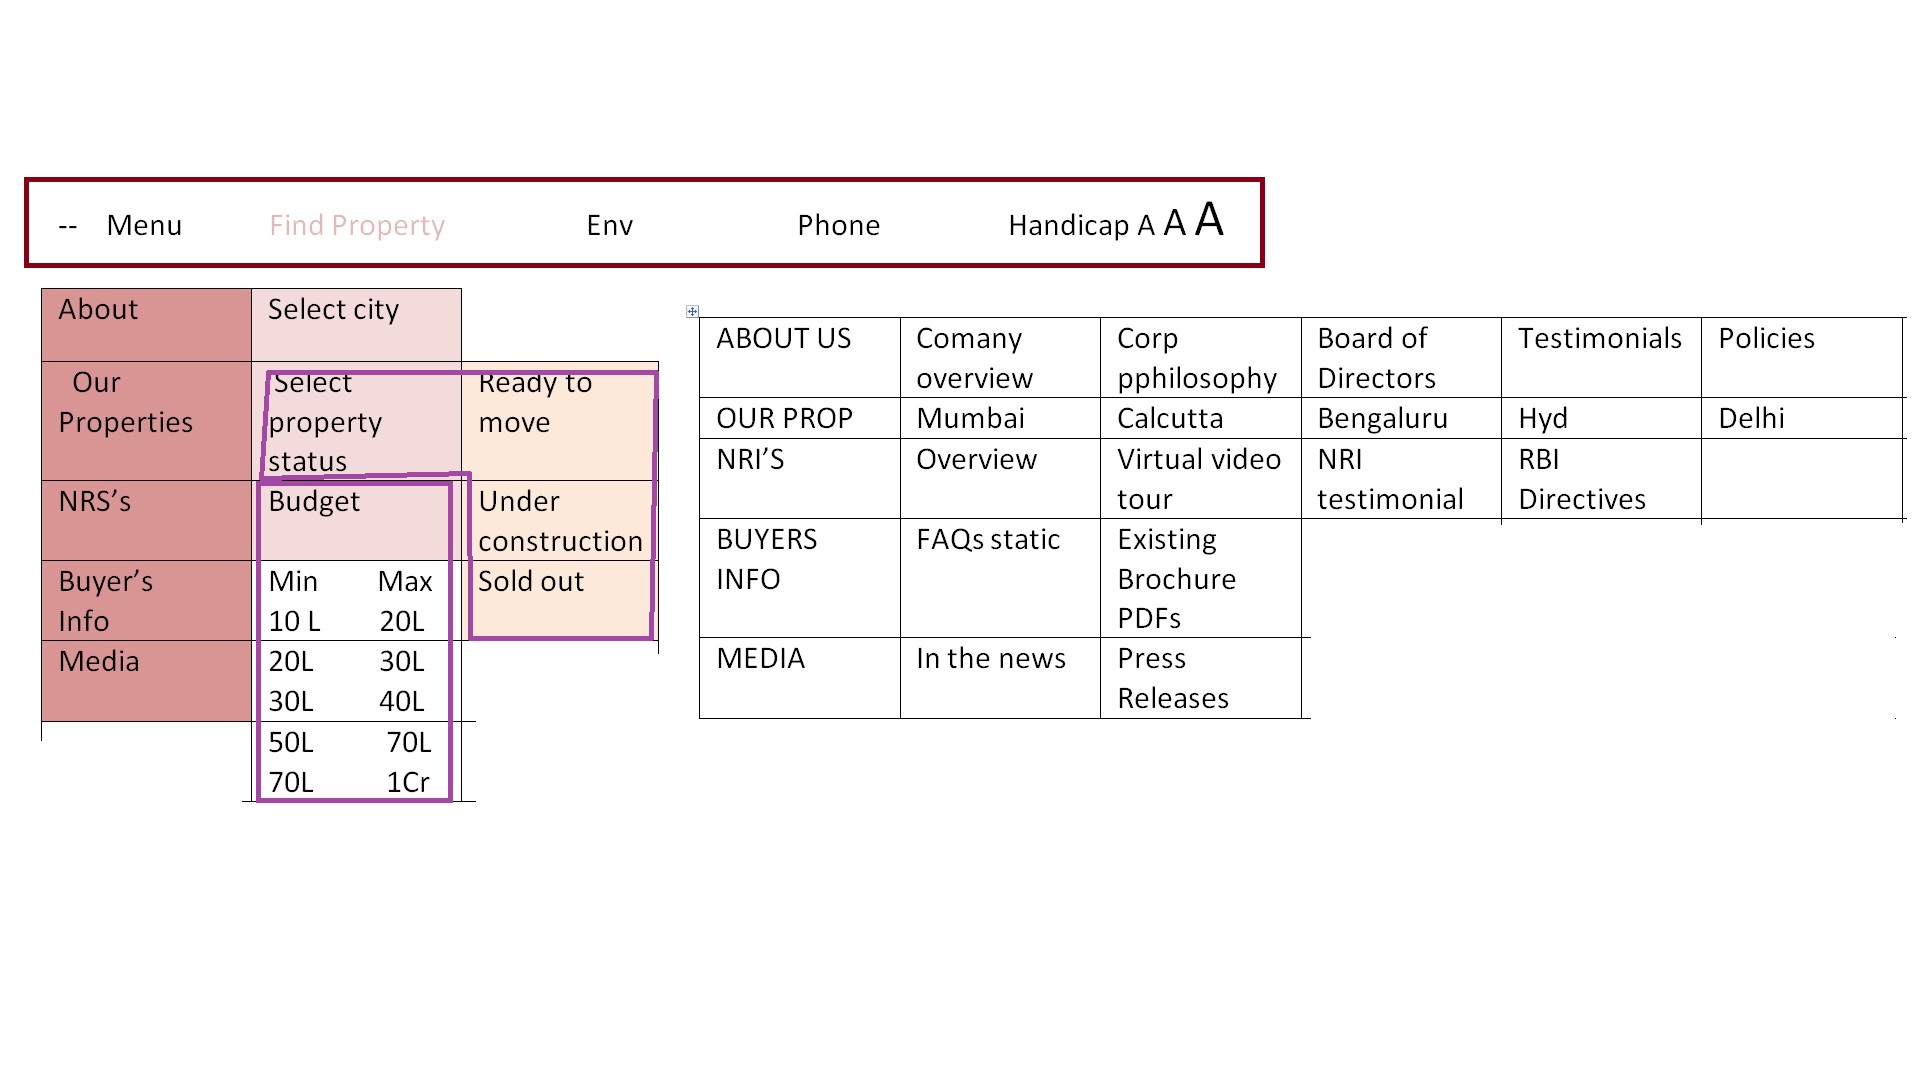 -- Menu Find Property Env Phone Handicap A A A
About Select city
Our Properties Select property status Ready to move
NRS’s Budget Under construction
Buyer’s Info Min Max 10 L 20L Sold out
Media 20L 30L
30L 40L
50L 70L
70L 1Cr
ABOUT US Comany overview Corp pphilosophy Board of Directors Testimonials Policies
OUR PROP Mumbai Calcutta Bengaluru Hyd Delhi
NRI’S Overview Virtual video tour NRI testimonial RBI Directives
BUYERS INFO FAQs static Existing Brochure PDFs
MEDIA In the news Press Releases